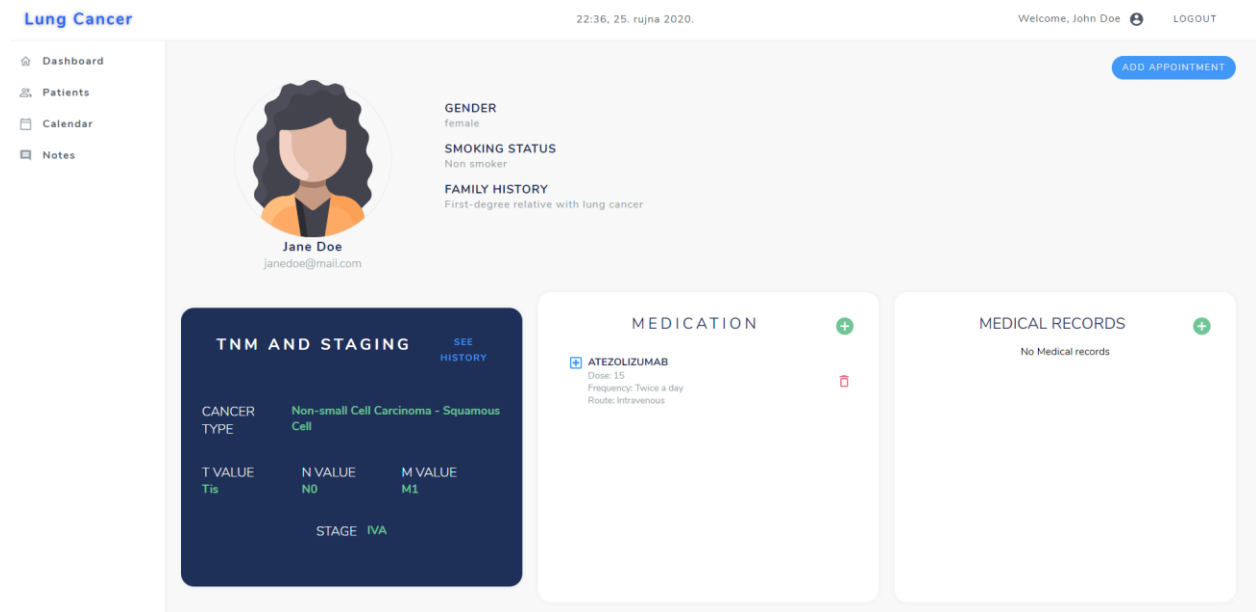 Lung Cancer
22:36, 25. rujna 2020.
Welcome, John Doe
LOGOUT
Dashboard
Patients
Calendar
Notes
ADD APPOINTMENT
GENDER
female
SMOKING STATUS
Non smoker
FAMILY HISTORY
First-degree relative with lung cancer
Jane Doe
janedoe@mail.com
TNM AND STAGING
SEE
HISTORY
CANCER
TYPE
Non-small Cell Carcinoma - Squamous
Cell
T VALUE
N VALUE
M VALUE
Tis
N0
M1
STAGE IVA
MEDICATION
ATEZOLIZUMAB
Dose: 15
Frequency: Twice a day
Route: Intravenous
MEDICAL RECORDS
No Medical records